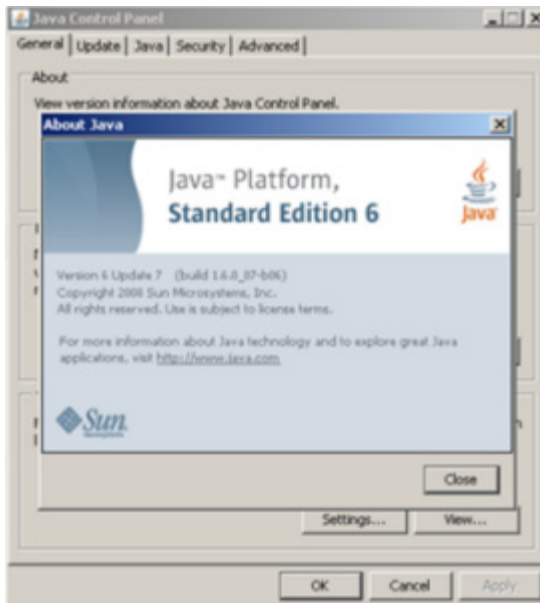 Java Control Panel
General Update Java Security Advanced
About
View version information about Java Control Panel.
About Java
Java™ Platform,
Standard Edition 6
Java
Version 6 Update 7 (build 1.6.0_07-b06)
Copyright 2008 Sun Microsystems, Inc.
All rights reserved. Use is subject to license terms.
For more information about Java technology and to explore great Java
applications, visit http://www.java.com
Sun
microsystems
Close
Settings... View...
OK Cancel Apply